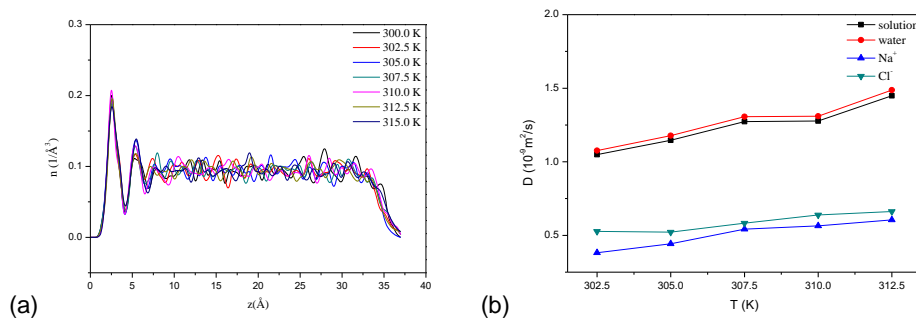 (a)
n (1/Å³)
0.3
0.2
0.1
0.0
0 5 10 15 20 25 30 35 40
z(Å)
300.0 K
302.5 K
305.0 K
307.5 K
310.0 K
312.5 K
315.0 K
(b)
D (10⁻⁹m²/s)
2.0
1.5
1.0
0.5
302.5 305.0 307.5 310.0 312.5
T (K)
solution
water
Na⁺
Cl⁻